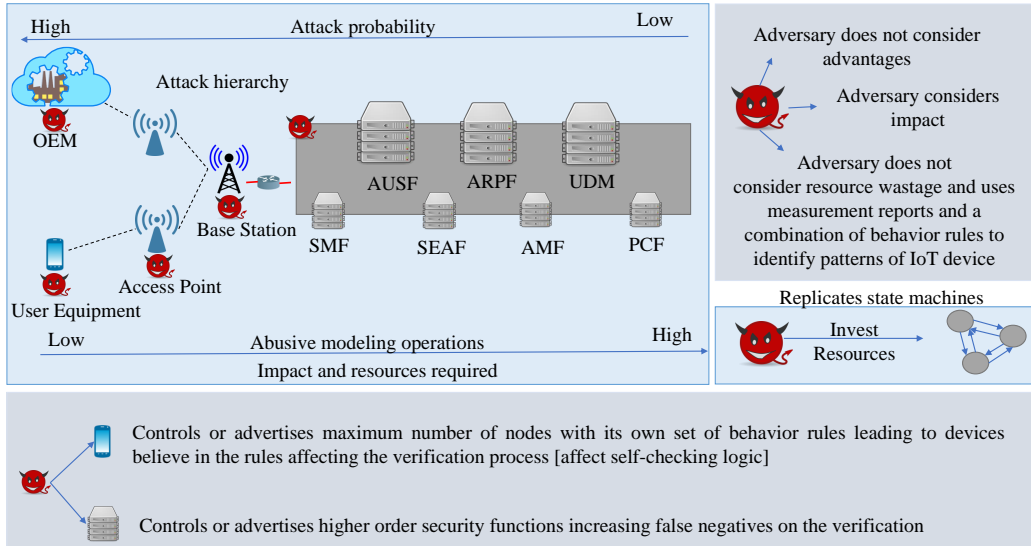 High
Attack probability
Low
Attack hierarchy
OEM
AUSF
ARPF
UDM
Base Station
SMF
SEAF
AMF
PCF
Access Point
User Equipment
Low
Abusive modeling operations
High
Impact and resources required
Adversary does not consider
advantages
Adversary considers
impact
Adversary does not
consider resource wastage and uses
measurement reports and a
combination of behavior rules to
identify patterns of IoT device
Replicates state machines
Invest
Resources
Controls or advertises maximum number of nodes with its own set of behavior rules leading to devices
believe in the rules affecting the verification process [affect self-checking logic]
Controls or advertises higher order security functions increasing false negatives on the verification